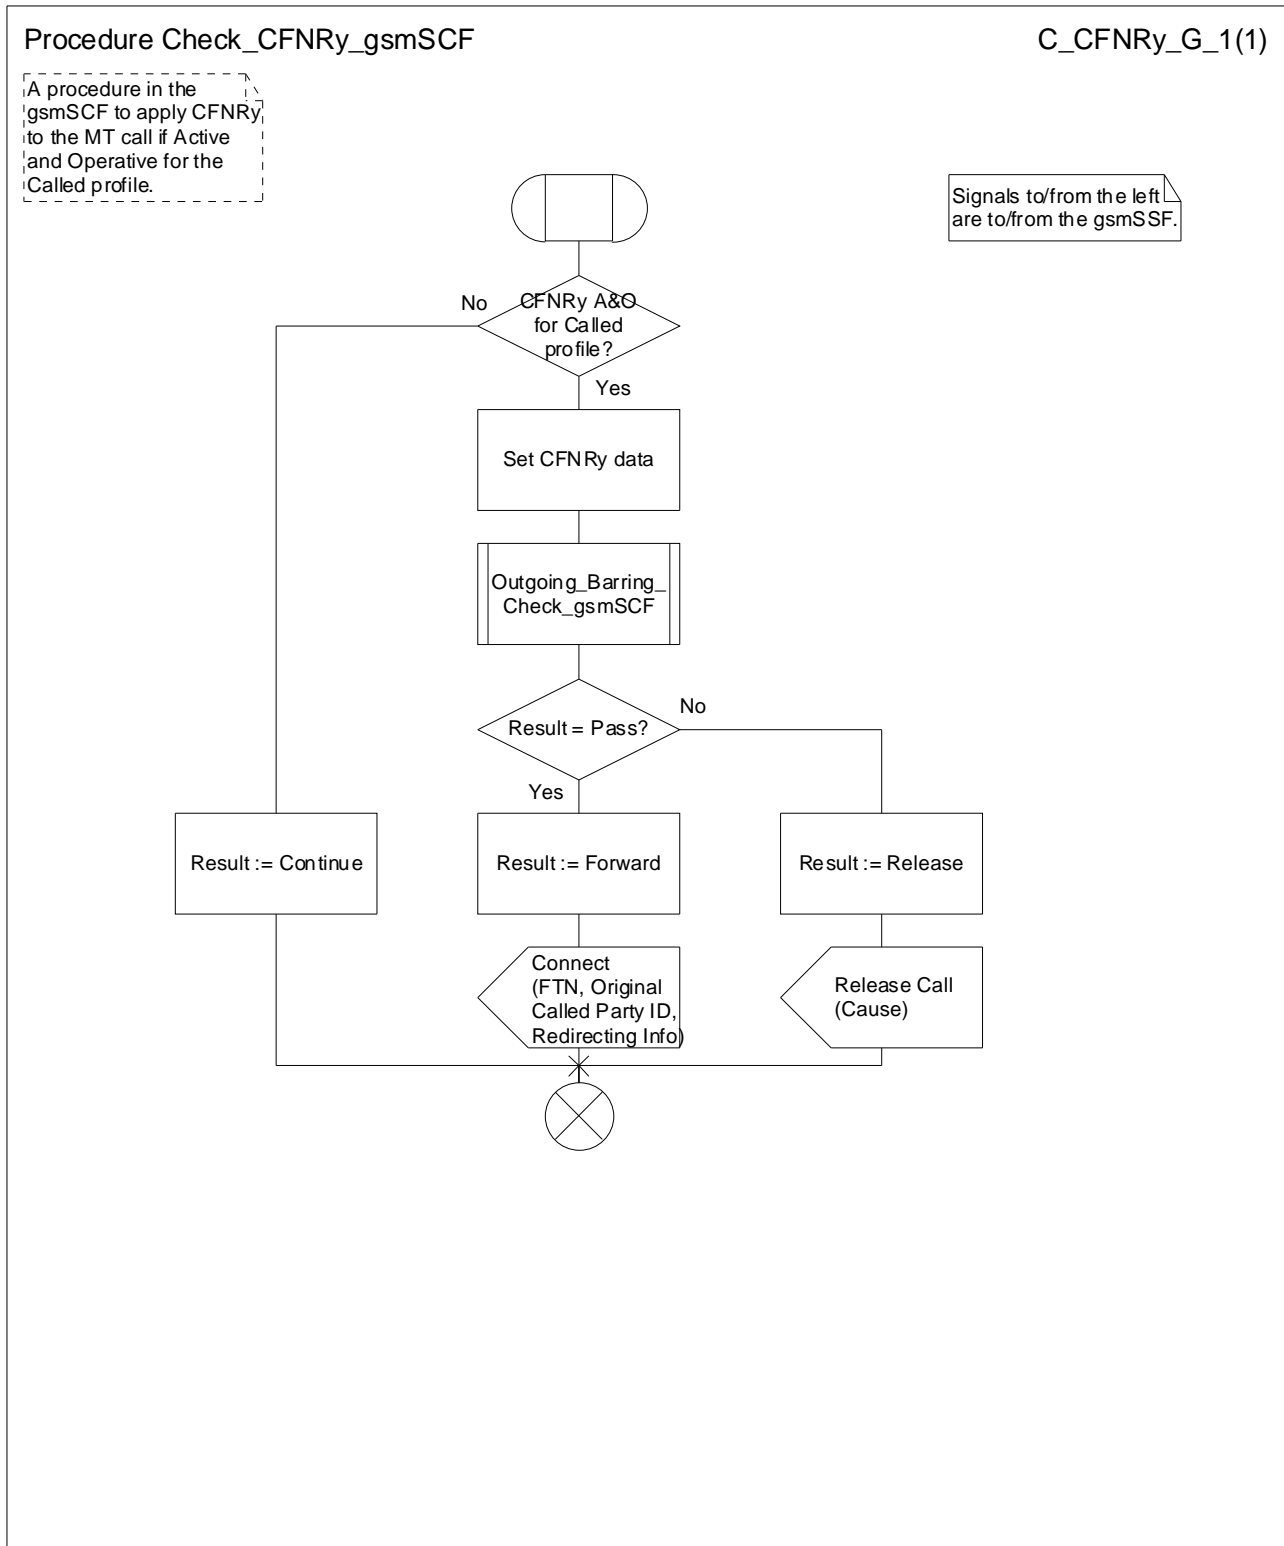 Procedure Check_CFNRy_gsmSCF
C_CFNRy_G_1(1)
A procedure in the
gsmSCF to apply CFNRy
to the MT call if Active
and Operative for the
Called profile.
Signals to/from the left
are to/from the gsmSSF.
No
CFNRy A&O
for Called
profile?
Yes
Set CFNRy data
Outgoing_Barring_
Check_gsmSCF
Result = Pass?
No
Yes
Result := Continue
Result := Forward
Result := Release
Connect
(FTN, Original
Called Party ID,
Redirecting Info)
Release Call
(Cause)